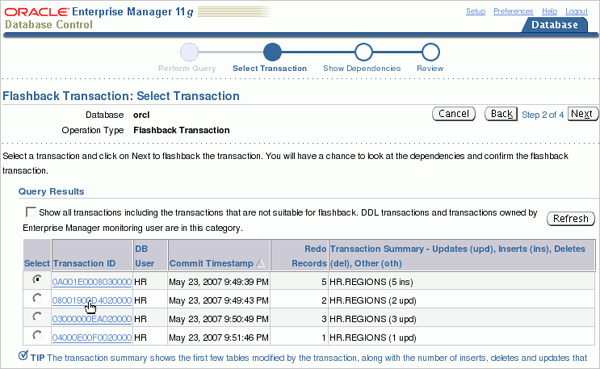 ORACLE Enterprise Manager 11g
Database Control
Setup Preferences Help Logout
Database
Perform Query Select Transaction Show Dependencies Review
Flashback Transaction: Select Transaction
Database orcl
Operation Type Flashback Transaction
Cancel Back Step 2 of 4 Next
Select a transaction and click on Next to flashback the transaction. You will have a chance to look at the dependencies and confirm the flashback
transaction.
Query Results
Show all transactions including the transactions that are not suitable for flashback. DDL transactions and transactions owned by
Enterprise Manager monitoring user are in this category.
Refresh
Select Transaction ID DB User Commit Timestamp Redo Records Transaction Summary - Updates (upd), Inserts (ins), Deletes (del), Other (oth)
0A001E0008030000 HR May 23, 2007 9:49:39 PM 5 HR.REGIONS (5 ins)
HR May 23, 2007 9:49:43 PM 2 HR.REGIONS (2 upd)
03000000EA020000 HR May 23, 2007 9:50:49 PM 3 HR.REGIONS (3 upd)
04000E00F0020000 HR May 23, 2007 9:51:46 PM 1 HR.REGIONS (1 upd)
TIP The transaction summary shows the first few tables modified by the transaction, along with the number of inserts, deletes and updates that